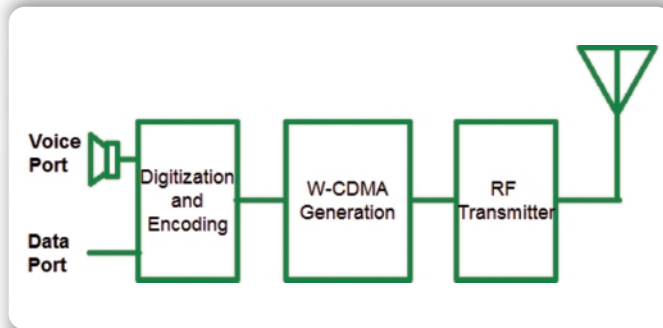 Voice
Port
Data
Port
Digitization
and
Encoding
W-CDMA
Generation
RF
Transmitter